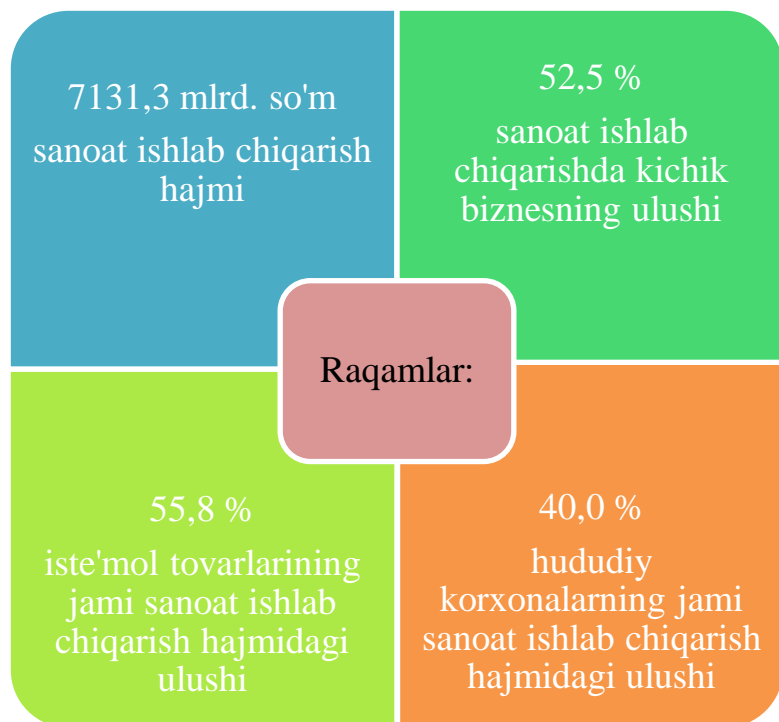 7131,3 mlrd. so'm
sanoat ishlab chiqarish
hajmi
52,5 %
sanoat ishlab
chiqarishda kichik
biznesning ulushi
Raqamlar:
55,8 %
iste'mol tovarlarining
jami sanoat ishlab
chiqarish hajmidagi
ulushi
40,0 %
hududiy
korxonalarning jami
sanoat ishlab chiqarish
hajmidagi ulushi